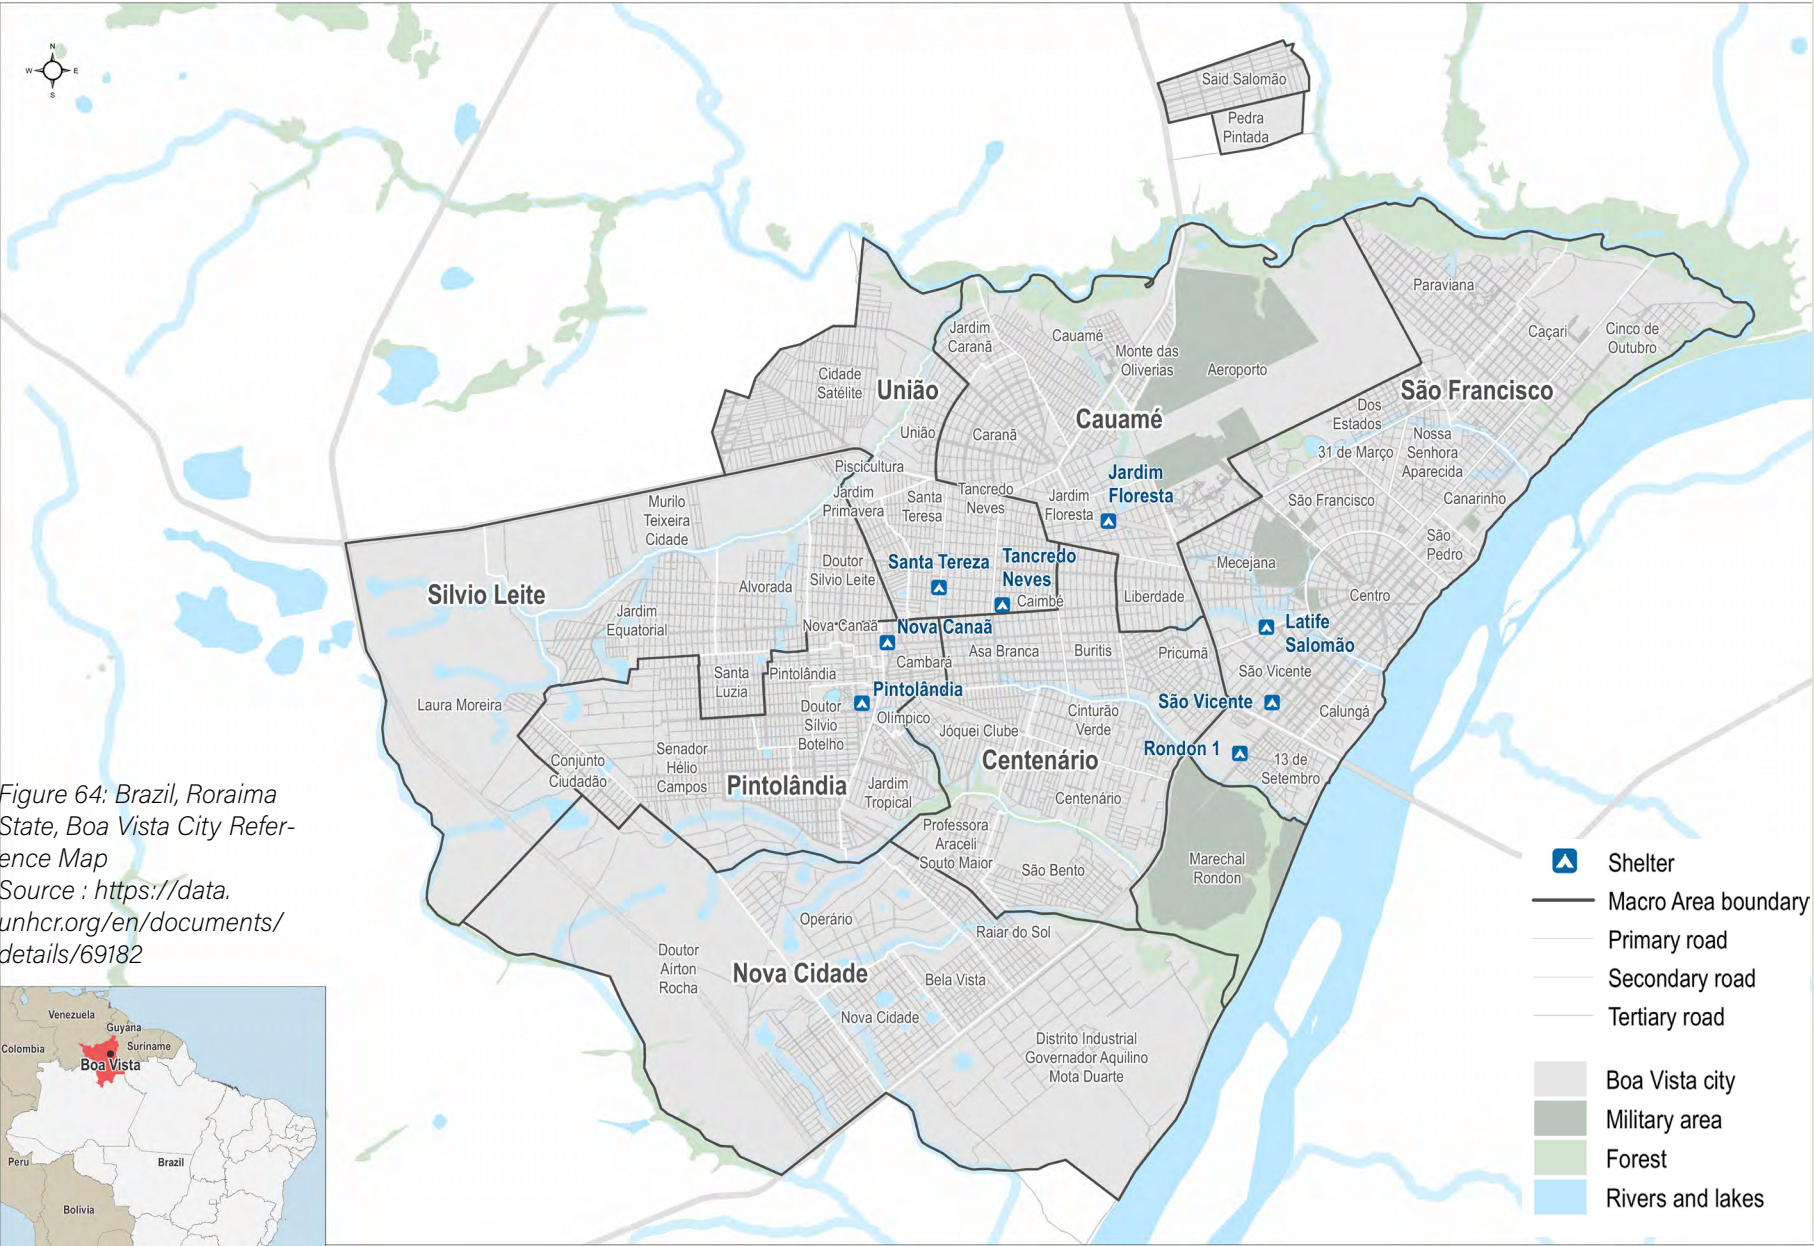 N
W
E
S
Said Salomão
Pedra
Pintada
Paraviana
Caçari
Cinco de
Outubro
Jardim
Caranã
Cauamé
Monte das
Oliverias
Aeroporto
Cidade
Satélite
União
Cauamé
São Francisco
Dos
Estados
União
Caranã
31 de Março
Nossa
Senhora
Aparecida
Piscicultura
Jardim
Floresta
Murilo
Teixeira
Cidade
Jardim
Primavera
Santa
Teresa
Tancredo
Neves
Jardim
Floresta
São Francisco
Canarinho
São
Pedro
Silvio Leite
Alvorada
Doutor
Silvio Leite
Santa Tereza
Tancredo
Neves
Mecejana
Jardim
Equatorial
Caimbé
Liberdade
Centro
Nova Canaã
Nova Canaã
Latife
Salomão
Cambará
Asa Branca
Buritis
Pricumã
São Vicente
Santa
Luzia
Pintolândia
Pintolândia
São Vicente
Laura Moreira
Doutor
Sílvio
Botelho
Olímpico
Jóquei Clube
Cinturão
Verde
Calungá
Conjunto
Ciudadão
Senador
Hélio
Campos
Centenário
Rondon 1
13 de
Setembro
Pintolândia
Jardim
Tropical
Centenário
Professora
Araceli
Souto Maior
São Bento
Marechal
Rondon
Operário
Raiar do Sol
Doutor
Airton
Rocha
Nova Cidade
Bela Vista
Nova Cidade
Distrito Industrial
Governador Aquilino
Mota Duarte
Figure 64: Brazil, Roraima
State, Boa Vista City Refer-
ence Map
Source : https://data.
unhcr.org/en/documents/
details/69182
Venezuela
Guyana
Colombia
Suriname
Boa Vista
Peru
Brazil
Bolivia
Shelter
Macro Area boundary
Primary road
Secondary road
Tertiary road
Boa Vista city
Military area
Forest
Rivers and lakes